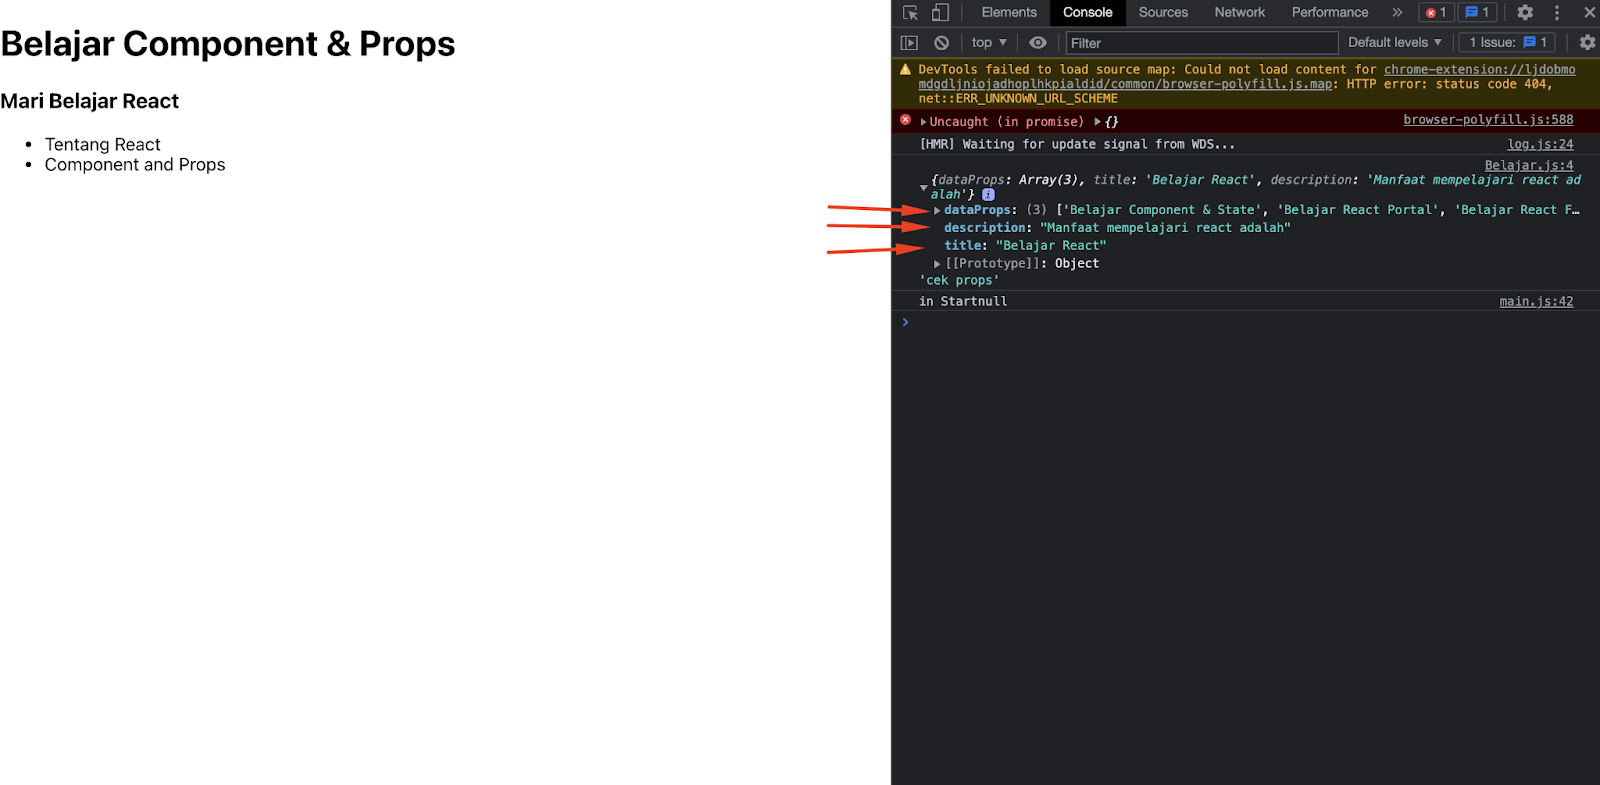 Belajar Component & Props
Mari Belajar React
Tentang React
Component and Props
Elements Console Sources Network Performance » 1 1
top Filter Default levels 1 Issue: 1
DevTools failed to load source map: Could not load content for chrome-extension://ljdobmo
mdgdljniojadhoplhkpialdid/common/browser-polyfill.js.map: HTTP error: status code 404,
net::ERR_UNKNOWN_URL_SCHEME
Uncaught (in promise) {} browser-polyfill.js:588
[HMR] Waiting for update signal from WDS... log.js:24
Belajar.js:4
{dataProps: Array(3), title: 'Belajar React', description: 'Manfaat mempelajari react ad
alah'} i
dataProps: (3) ['Belajar Component & State', 'Belajar React Portal', 'Belajar React F…
description: "Manfaat mempelajari react adalah"
title: "Belajar React"
[[Prototype]]: Object
'cek props'
in Startnull main.js:42